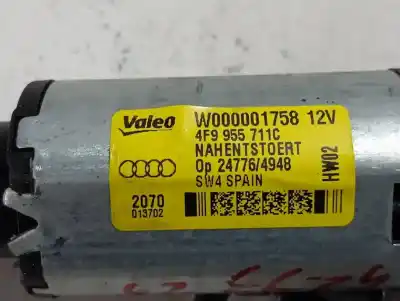 Valeo W000001758 12V
4F9 955 711C
NAHENTSTOERT
Op 24776/4948
SW4 SPAIN
HW02
2070
013702